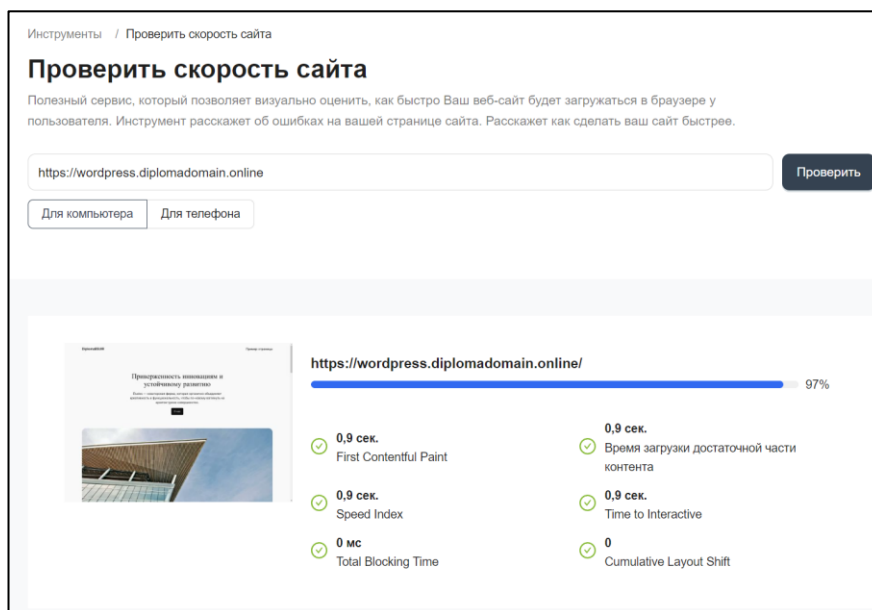 Инструменты / Проверить скорость сайта
Проверить скорость сайта
Полезный сервис, который позволяет визуально оценить, как быстро Ваш веб-сайт будет загружаться в браузере у
пользователя. Инструмент расскажет об ошибках на вашей странице сайта. Расскажет как сделать ваш сайт быстрее.
https://wordpress.diplomadomain.online
Проверить
Для компьютера
Для телефона
Приверженность инновациям и
устойчивому развитию
https://wordpress.diplomadomain.online/
97%
0,9 сек.
First Contentful Paint
0,9 сек.
Время загрузки достаточной части
контента
0,9 сек.
Speed Index
0,9 сек.
Time to Interactive
0 мс
Total Blocking Time
0
Cumulative Layout Shift